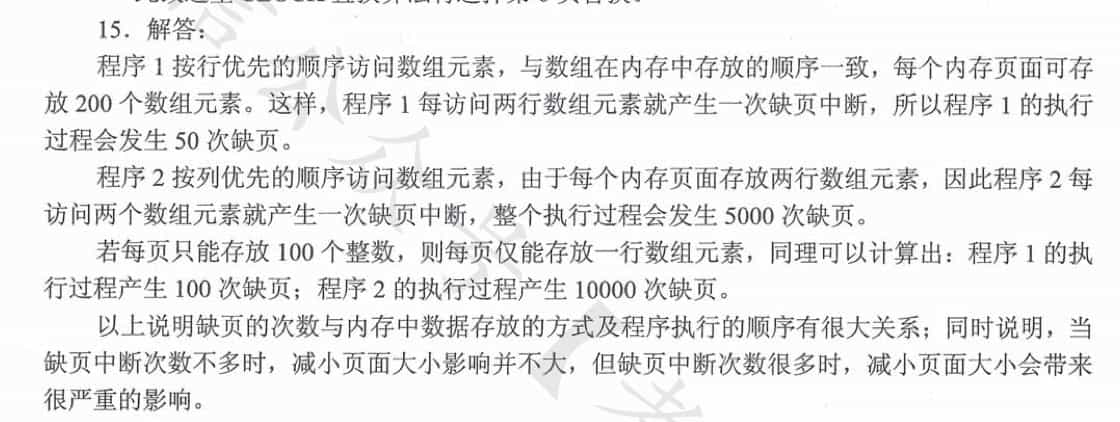 15．解答：
程序 1 按行优先的顺序访问数组元素，与数组在内存中存放的顺序一致，每个内存页面可存
放 200 个数组元素。这样，程序 1 每访问两行数组元素就产生一次缺页中断，所以程序 1 的执行
过程会发生 50 次缺页。
程序 2 按列优先的顺序访问数组元素，由于每个内存页面存放两行数组元素，因此程序 2 每
访问两个数组元素就产生一次缺页中断，整个执行过程会发生 5000 次缺页。
若每页只能存放 100 个整数，则每页仅能存放一行数组元素，同理可以计算出：程序 1 的执
行过程产生 100 次缺页；程序 2 的执行过程产生 10000 次缺页。
以上说明缺页的次数与内存中数据存放的方式及程序执行的顺序有很大关系；同时说明，当
缺页中断次数不多时，减小页面大小影响并不大，但缺页中断次数很多时，减小页面大小会带来
很严重的影响。